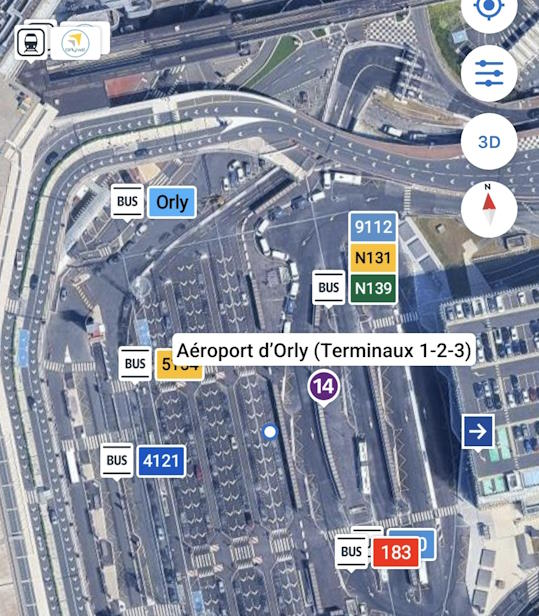 N
3D
BUS Orly
9112
N131
BUS N139
Aéroport d’Orly (Terminaux 1-2-3)
BUS
14
BUS 4121
BUS 183